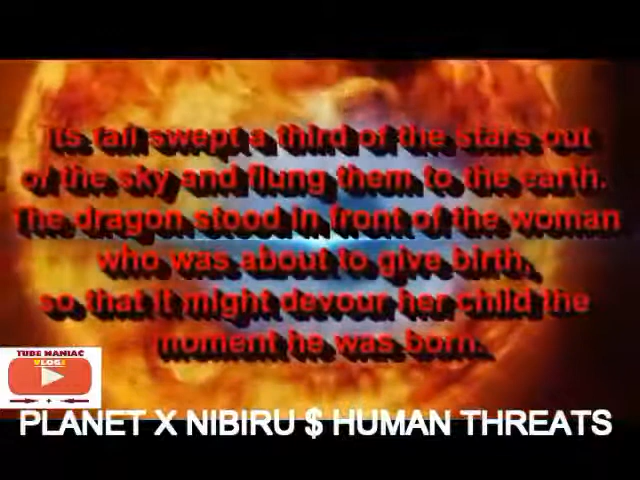 Its tail swept a third of the stars out
of the sky and flung them to the earth.
The dragon stood in front of the woman
who was about to give birth,
so that it might devour her child the
moment he was born.
TUBE MANIAC
VLOGS
PLANET X NIBIRU $ HUMAN THREATS